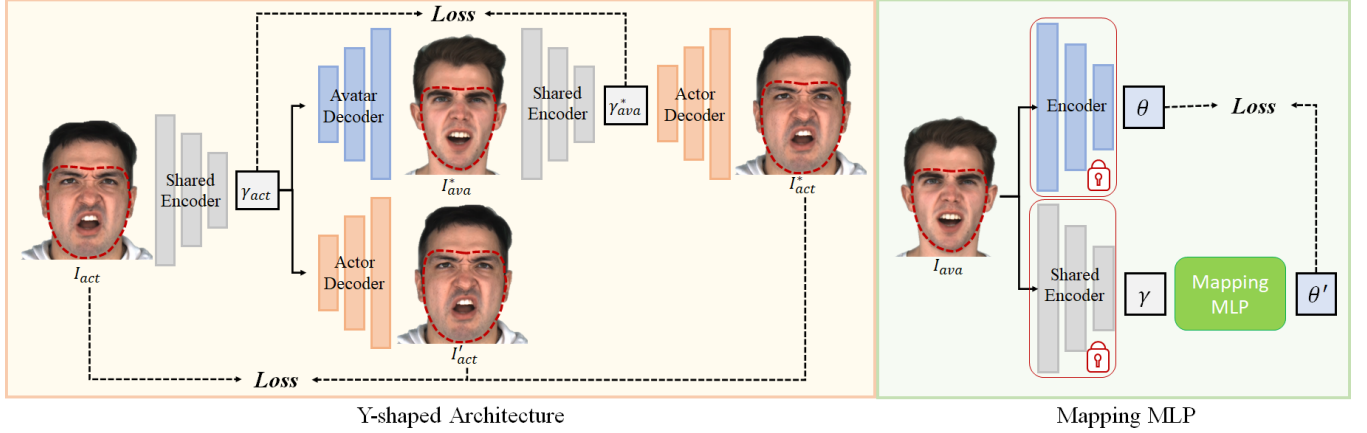 Loss
Avatar
Decoder
Shared
Encoder
γ*ava
Actor
Decoder
Shared
Encoder
γact
I*ava
I*act
Iact
Actor
Decoder
I'act
Loss
Y-shaped Architecture
Encoder
θ
Loss
Iava
Shared
Encoder
γ
Mapping
MLP
θ'
Mapping MLP